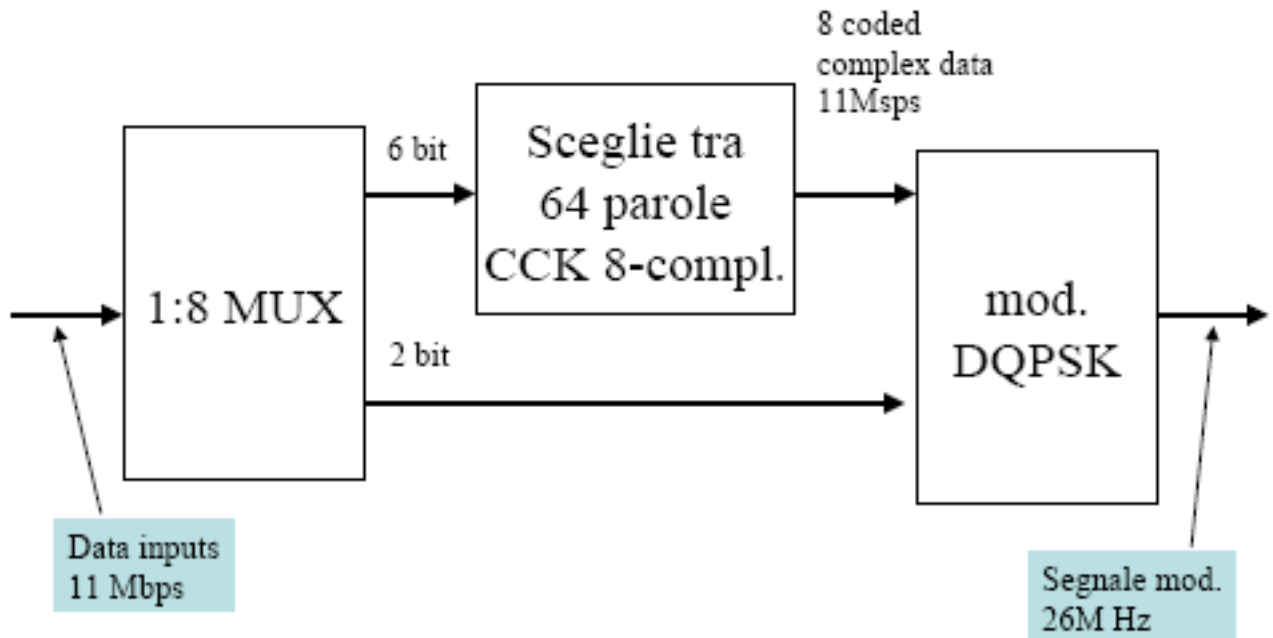 8 coded
complex data
11Msps
6 bit
Sceglie tra
64 parole
CCK 8-compl.
1:8 MUX
2 bit
mod.
DQPSK
Data inputs
11 Mbps
Segnale mod.
26M Hz